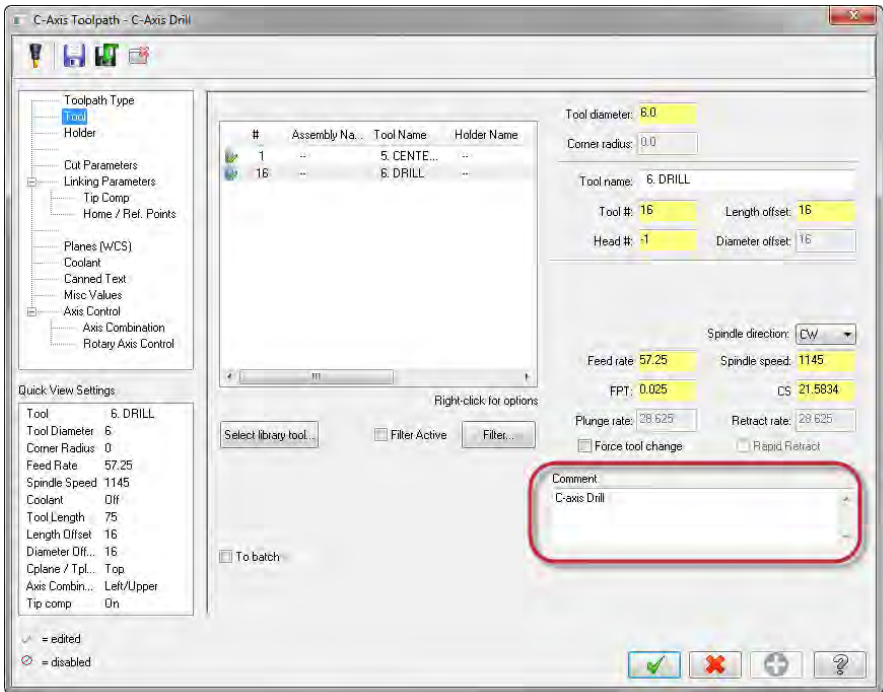 C-Axis Toolpath - C-Axis Drill
Toolpath Type
Tool
Holder
Cut Parameters
Linking Parameters
Tip Comp
Home / Ref. Points
Planes (WCS)
Coolant
Canned Text
Misc Values
Axis Control
Axis Combination
Rotary Axis Control
Quick View Settings
Tool 6. DRILL
Tool Diameter 6
Corner Radius 0
Feed Rate 57.25
Spindle Speed 1145
Coolant Off
Tool Length 75
Length Offset 16
Diameter Off... 16
Cplane / Tpl... Top
Axis Combin... Left/Upper
Tip comp On
= edited
= disabled
# Assembly Na... Tool Name Holder Name
1 -- 5. CENTE... --
16 -- 6. DRILL --
Right-click for options
Select library tool... Filter Active Filter...
To batch
Tool diameter: 6.0
Corner radius: 0.0
Tool name: 6. DRILL
Tool #: 16 Length offset: 16
Head #: -1 Diameter offset: 16
Spindle direction: CW
Feed rate 57.25 Spindle speed: 1145
FPT: 0.025 CS 21.5834
Plunge rate: 28.625 Retract rate: 28.625
Force tool change Rapid Retract
Comment
C-axis Drill